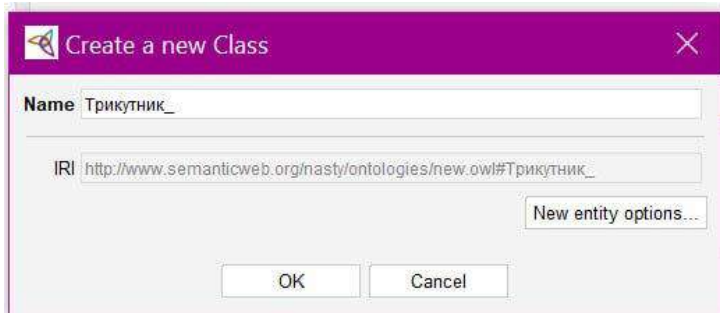 Create a new Class
Name Трикутник_
IRI http://www.semanticweb.org/nasty/ontologies/new.owl#Трикутник_
New entity options...
OK Cancel